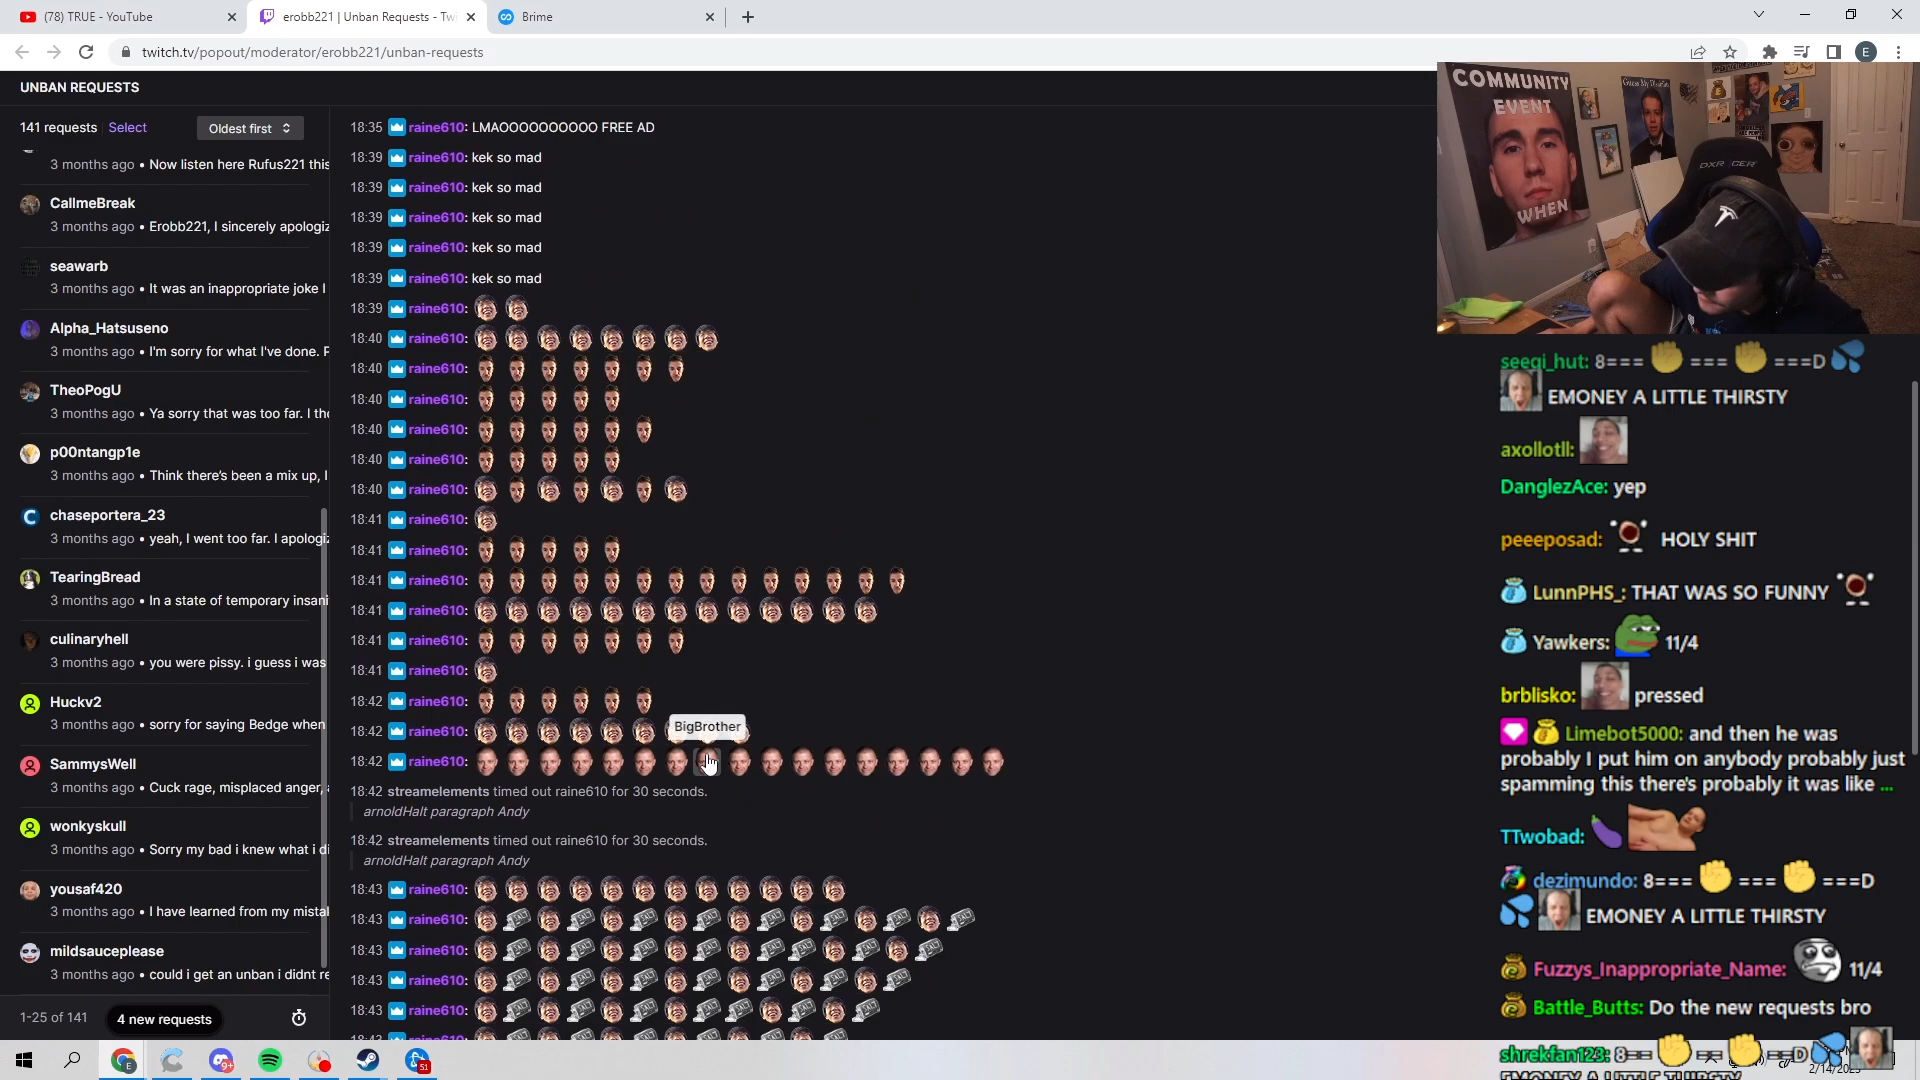 (78) TRUE - YouTube
erobb221 | Unban Requests - Tw
Brime
twitch.tv/popout/moderator/erobb221/unban-requests
E
UNBAN REQUESTS
141 requests Select
Oldest first
3 months ago • Now listen here Rufus221 this
CallmeBreak
3 months ago • Erobb221, I sincerely apologiz
seawarb
3 months ago • It was an inappropriate joke I
Alpha_Hatsuseno
3 months ago • I'm sorry for what I've done. P
TheoPogU
3 months ago • Ya sorry that was too far. I tho
p00ntangp1e
3 months ago • Think there's been a mix up, I
chaseportera_23
3 months ago • yeah, I went too far. I apologiz
TearingBread
3 months ago • In a state of temporary insani
culinaryhell
3 months ago • you were pissy. i guess i was
Huckv2
3 months ago • sorry for saying Bedge when
SammysWell
3 months ago • Cuck rage, misplaced anger,
wonkyskull
3 months ago • Sorry my bad i knew what i di
yousaf420
3 months ago • I have learned from my mistal
mildsauceplease
3 months ago • could i get an unban i didnt re
1-25 of 141
4 new requests
18:35 raine610: LMAOOOOOOOOOO FREE AD
18:39 raine610: kek so mad
18:39 raine610: kek so mad
18:39 raine610: kek so mad
18:39 raine610: kek so mad
18:39 raine610: kek so mad
18:39 raine610:
18:40 raine610:
18:40 raine610:
18:40 raine610:
18:40 raine610:
18:40 raine610:
18:40 raine610:
18:41 raine610:
18:41 raine610:
18:41 raine610:
18:41 raine610:
18:41 raine610:
18:41 raine610:
18:42 raine610:
18:42 raine610:
BigBrother
18:42 raine610:
18:42 streamelements timed out raine610 for 30 seconds.
arnoldHalt paragraph Andy
18:42 streamelements timed out raine610 for 30 seconds.
arnoldHalt paragraph Andy
18:43 raine610:
18:43 raine610:
18:43 raine610:
18:43 raine610:
18:43 raine610:
COMMUNITY
EVENT
WHEN
DXRACER
seeqi_hut: 8=== ✊ === ✊ ===D 💦
EMONEY A LITTLE THIRSTY
axollotll:
DanglezAce: yep
peeeposad: HOLY SHIT
LunnPHS_: THAT WAS SO FUNNY
Yawkers: 11/4
brblisko: pressed
Limebot5000: and then he was
probably I put him on anybody probably just
spamming this there's probably it was like ...
TTwobad: 🍆
dezimundo: 8=== ✊ === ✊ ===D
💦 EMONEY A LITTLE THIRSTY
Fuzzys_Inappropriate_Name: 11/4
Battle_Butts: Do the new requests bro
shrekfan123: 8== ✊ == ✊ ==D 💦
EMONEY A LITTLE THIRSTY
9+
51